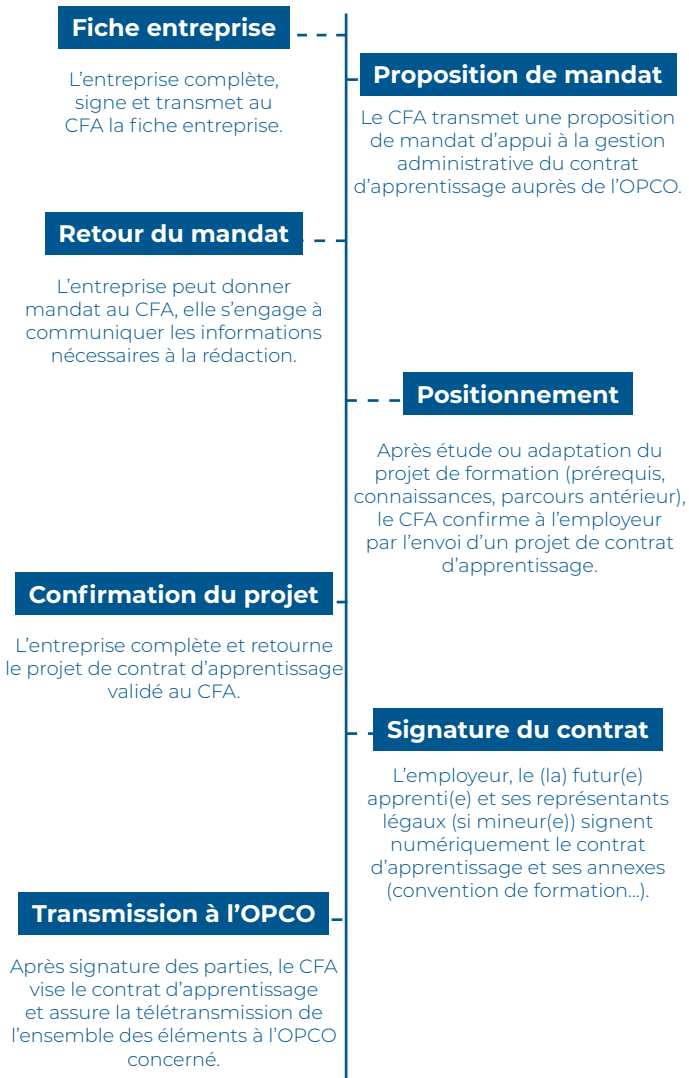 Fiche entreprise
L’entreprise complète,
signe et transmet au
CFA la fiche entreprise.
Proposition de mandat
Le CFA transmet une proposition
de mandat d’appui à la gestion
administrative du contrat
d’apprentissage auprès de l’OPCO.
Retour du mandat
L’entreprise peut donner
mandat au CFA, elle s’engage à
communiquer les informations
nécessaires à la rédaction.
Positionnement
Après étude ou adaptation du
projet de formation (prérequis,
connaissances, parcours antérieur),
le CFA confirme à l’employeur
par l’envoi d’un projet de contrat
d’apprentissage.
Confirmation du projet
L’entreprise complète et retourne
le projet de contrat d’apprentissage
validé au CFA.
Signature du contrat
L’employeur, le (la) futur(e)
apprenti(e) et ses représentants
légaux (si mineur(e)) signent
numériquement le contrat
d’apprentissage et ses annexes
(convention de formation...).
Transmission à l’OPCO
Après signature des parties, le CFA
vise le contrat d’apprentissage
et assure la télétransmission de
l’ensemble des éléments à l’OPCO
concerné.